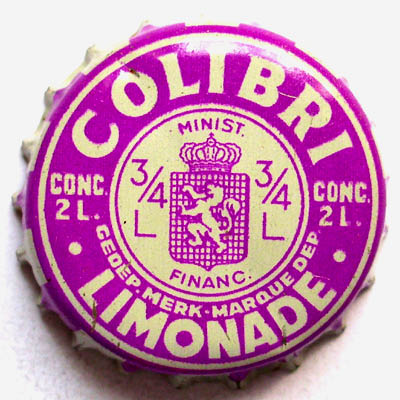 COLIBRI
MINIST.
3/4 L
3/4 L
CONC. 2 L.
CONC. 2 L.
FINANC.
GEDEP. MERK - MARQUE DEP.
· LIMONADE ·